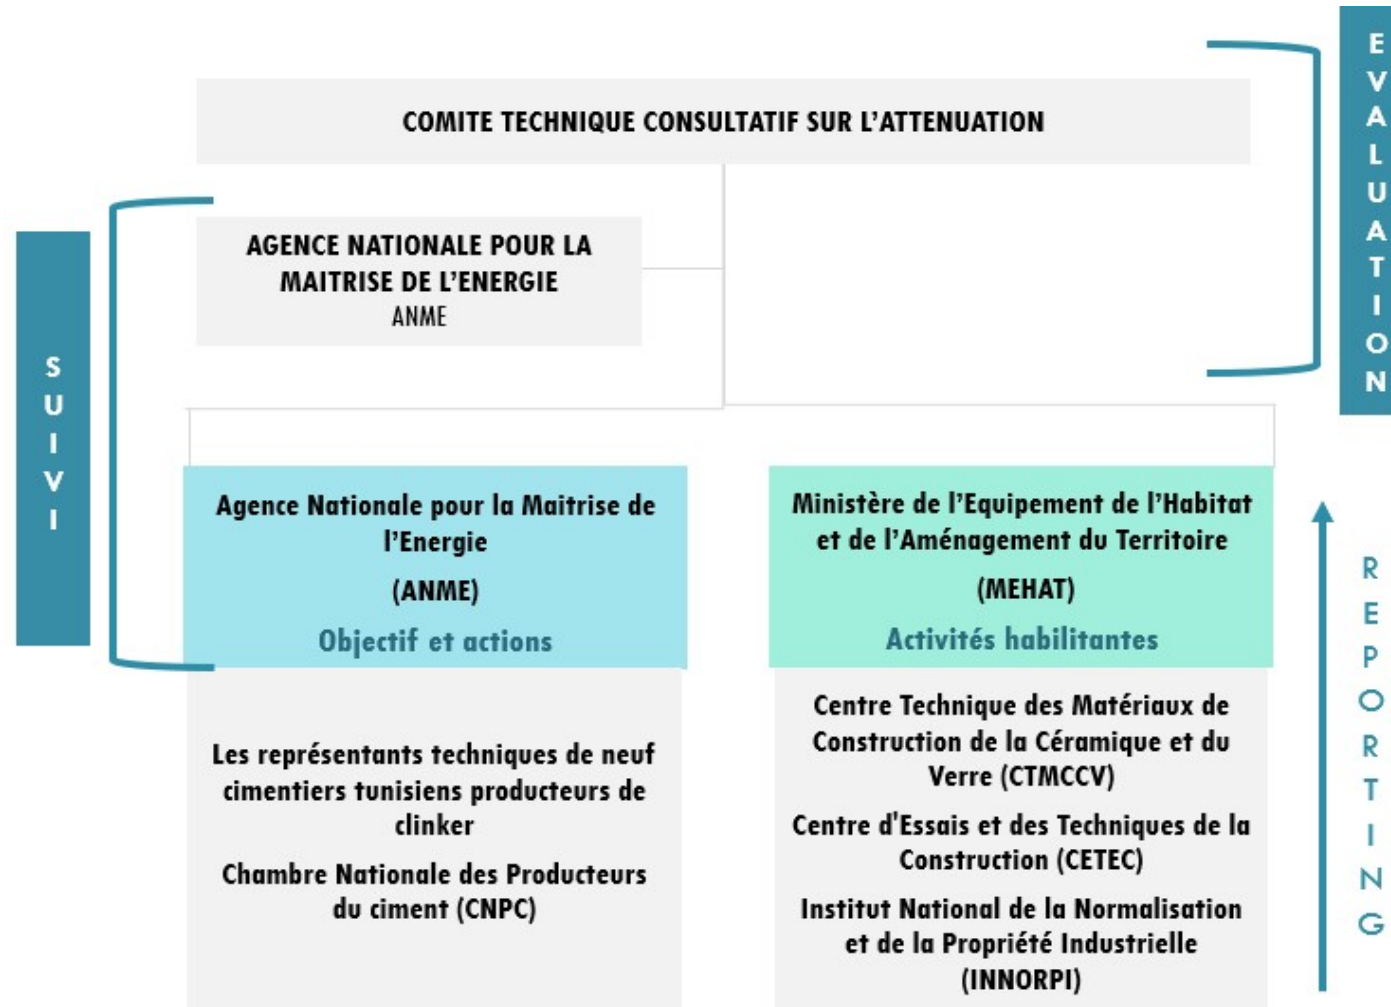 COMITE TECHNIQUE CONSULTATIF SUR L'ATTENUATION
AGENCE NATIONALE POUR LA
MAITRISE DE L'ENERGIE
ANME
SUIVI
EVALUATION
Agence Nationale pour la Maitrise de
l'Energie
(ANME)
Objectif et actions
Les représentants techniques de neuf
cimentiers tunisiens producteurs de
clinker
Chambre Nationale des Producteurs
du ciment (CNPC)
Ministère de l'Equipement de l'Habitat
et de l'Aménagement du Territoire
(MEHAT)
Activités habilitantes
Centre Technique des Matériaux de
Construction de la Céramique et du
Verre (CTMCCV)
Centre d'Essais et des Techniques de la
Construction (CETEC)
Institut National de la Normalisation
et de la Propriété Industrielle
(INNORPI)
REPORTING